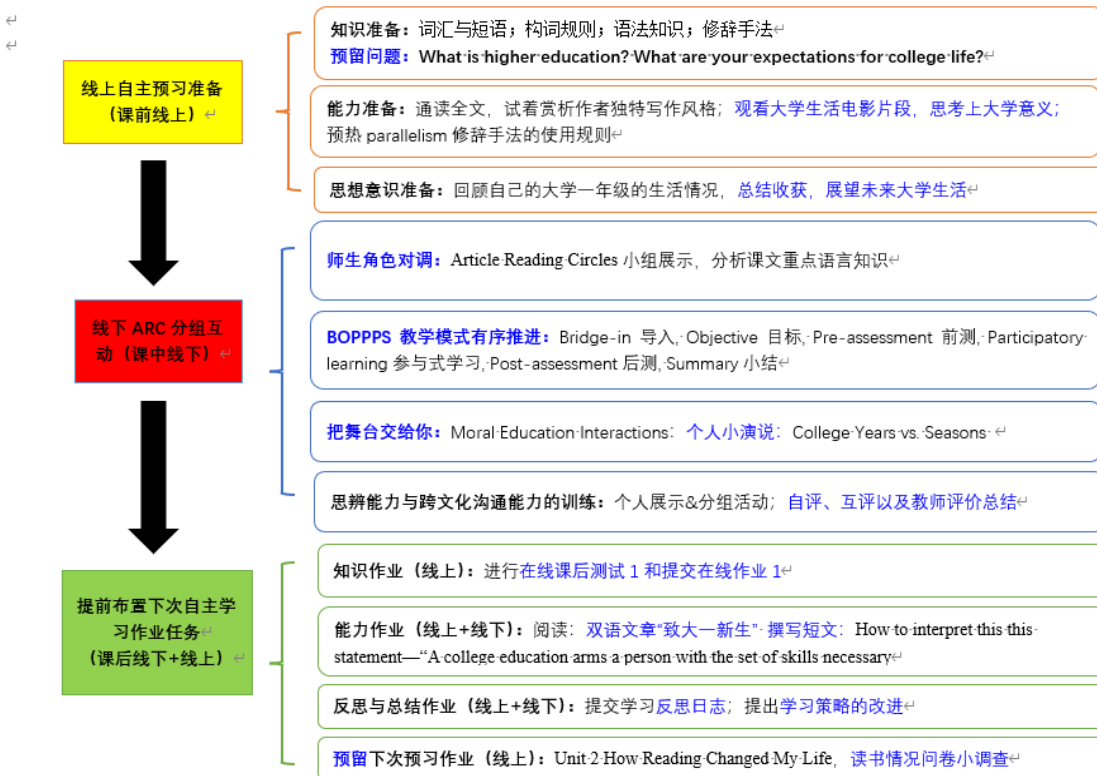 线上自主预习准备
（课前线上）
知识准备：词汇与短语；构词规则；语法知识；修辞手法
预留问题：What is higher education? What are your expectations for college life?
能力准备：通读全文，试着赏析作者独特写作风格；观看大学生活电影片段，思考上大学意义；
预热 parallelism 修辞手法的使用规则
思想意识准备：回顾自己的大学一年级的生活情况，总结收获，展望未来大学生活
线下 ARC 分组互
动（课中线下）
师生角色对调：Article Reading Circles 小组展示，分析课文重点语言知识
BOPPPS 教学模式有序推进：Bridge-in 导入, Objective 目标, Pre-assessment 前测, Participatory
learning 参与式学习, Post-assessment 后测, Summary 小结
把舞台交给你：Moral Education Interactions：个人小演说：College Years vs. Seasons
思辨能力与跨文化沟通能力的训练：个人展示&分组活动；自评、互评以及教师评价总结
提前布置下次自主学
习作业任务
（课后线下+线上）
知识作业（线上）：进行在线课后测试 1 和提交在线作业 1
能力作业（线上+线下）：阅读：双语文章“致大一新生” 撰写短文：How to interpret this this
statement—“A college education arms a person with the set of skills necessary
反思与总结作业（线上+线下）：提交学习反思日志；提出学习策略的改进
预留下次预习作业（线上）：Unit 2 How Reading Changed My Life，读书情况问卷小调查